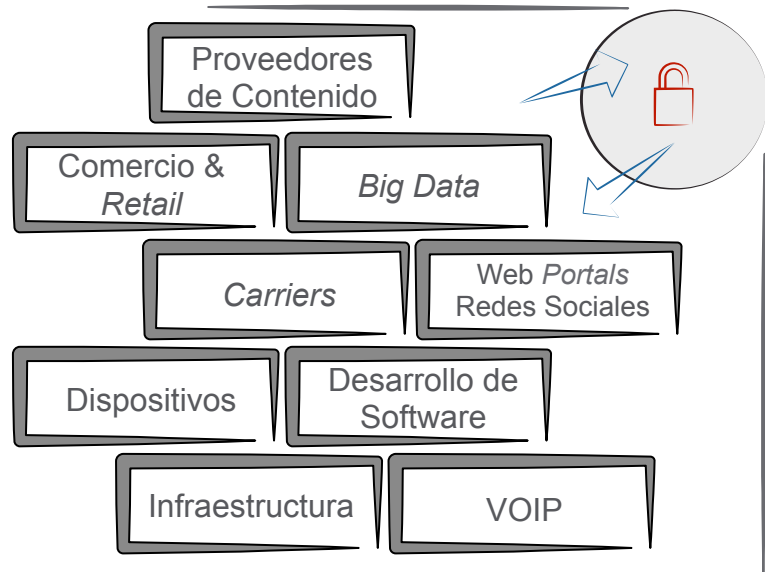 Proveedores
de Contenido
Comercio &
Retail
Big Data
Carriers
Web Portals
Redes Sociales
Dispositivos
Desarrollo de
Software
Infraestructura
VOIP